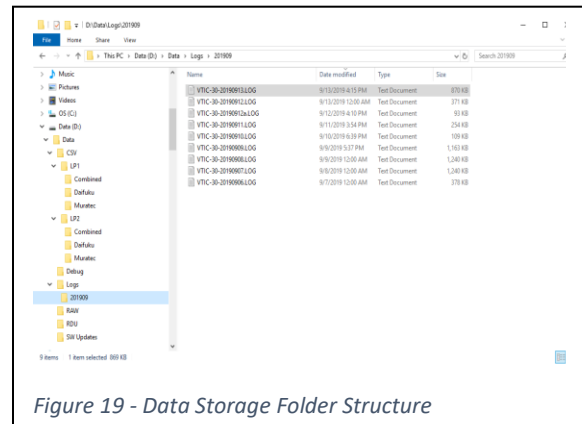 D:\Data\Logs\201909
File Home Share View
This PC > Data (D:) > Data > Logs > 201909
Search 201909
Music
Pictures
Videos
OS (C:)
Data (D:)
Data
CSV
LP1
Combined
Daifuku
Muratec
LP2
Combined
Daifuku
Muratec
Debug
Logs
201909
RAW
RDU
SW Updates
Name Date modified Type Size
VTIC-30-20190913.LOG 9/13/2019 4:15 PM Text Document 870 KB
VTIC-30-20190912.LOG 9/13/2019 12:00 AM Text Document 371 KB
VTIC-30-20190912a.LOG 9/12/2019 4:10 PM Text Document 93 KB
VTIC-30-20190911.LOG 9/11/2019 3:54 PM Text Document 254 KB
VTIC-30-20190910.LOG 9/10/2019 6:39 PM Text Document 109 KB
VTIC-30-20190909.LOG 9/9/2019 5:37 PM Text Document 1,163 KB
VTIC-30-20190908.LOG 9/9/2019 12:00 AM Text Document 1,240 KB
VTIC-30-20190907.LOG 9/8/2019 12:00 AM Text Document 1,240 KB
VTIC-30-20190906.LOG 9/7/2019 12:00 AM Text Document 378 KB
9 items 1 item selected 869 KB
Figure 19 - Data Storage Folder Structure